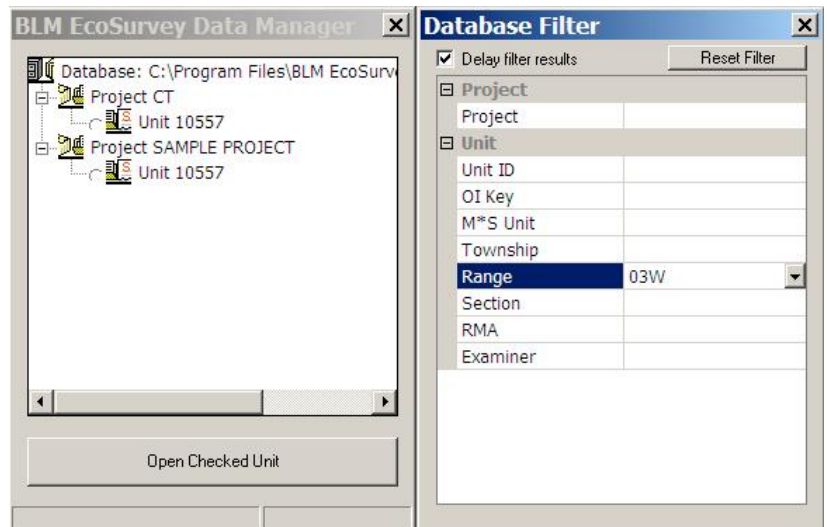 BLM EcoSurvey Data Manager
Database: C:\Program Files\BLM EcoSurv
Project CT
Unit 10557
Project SAMPLE PROJECT
Unit 10557
Open Checked Unit
Database Filter
Delay filter results
Reset Filter
Project
Project
Unit
Unit ID
OI Key
M*S Unit
Township
Range 03W
Section
RMA
Examiner